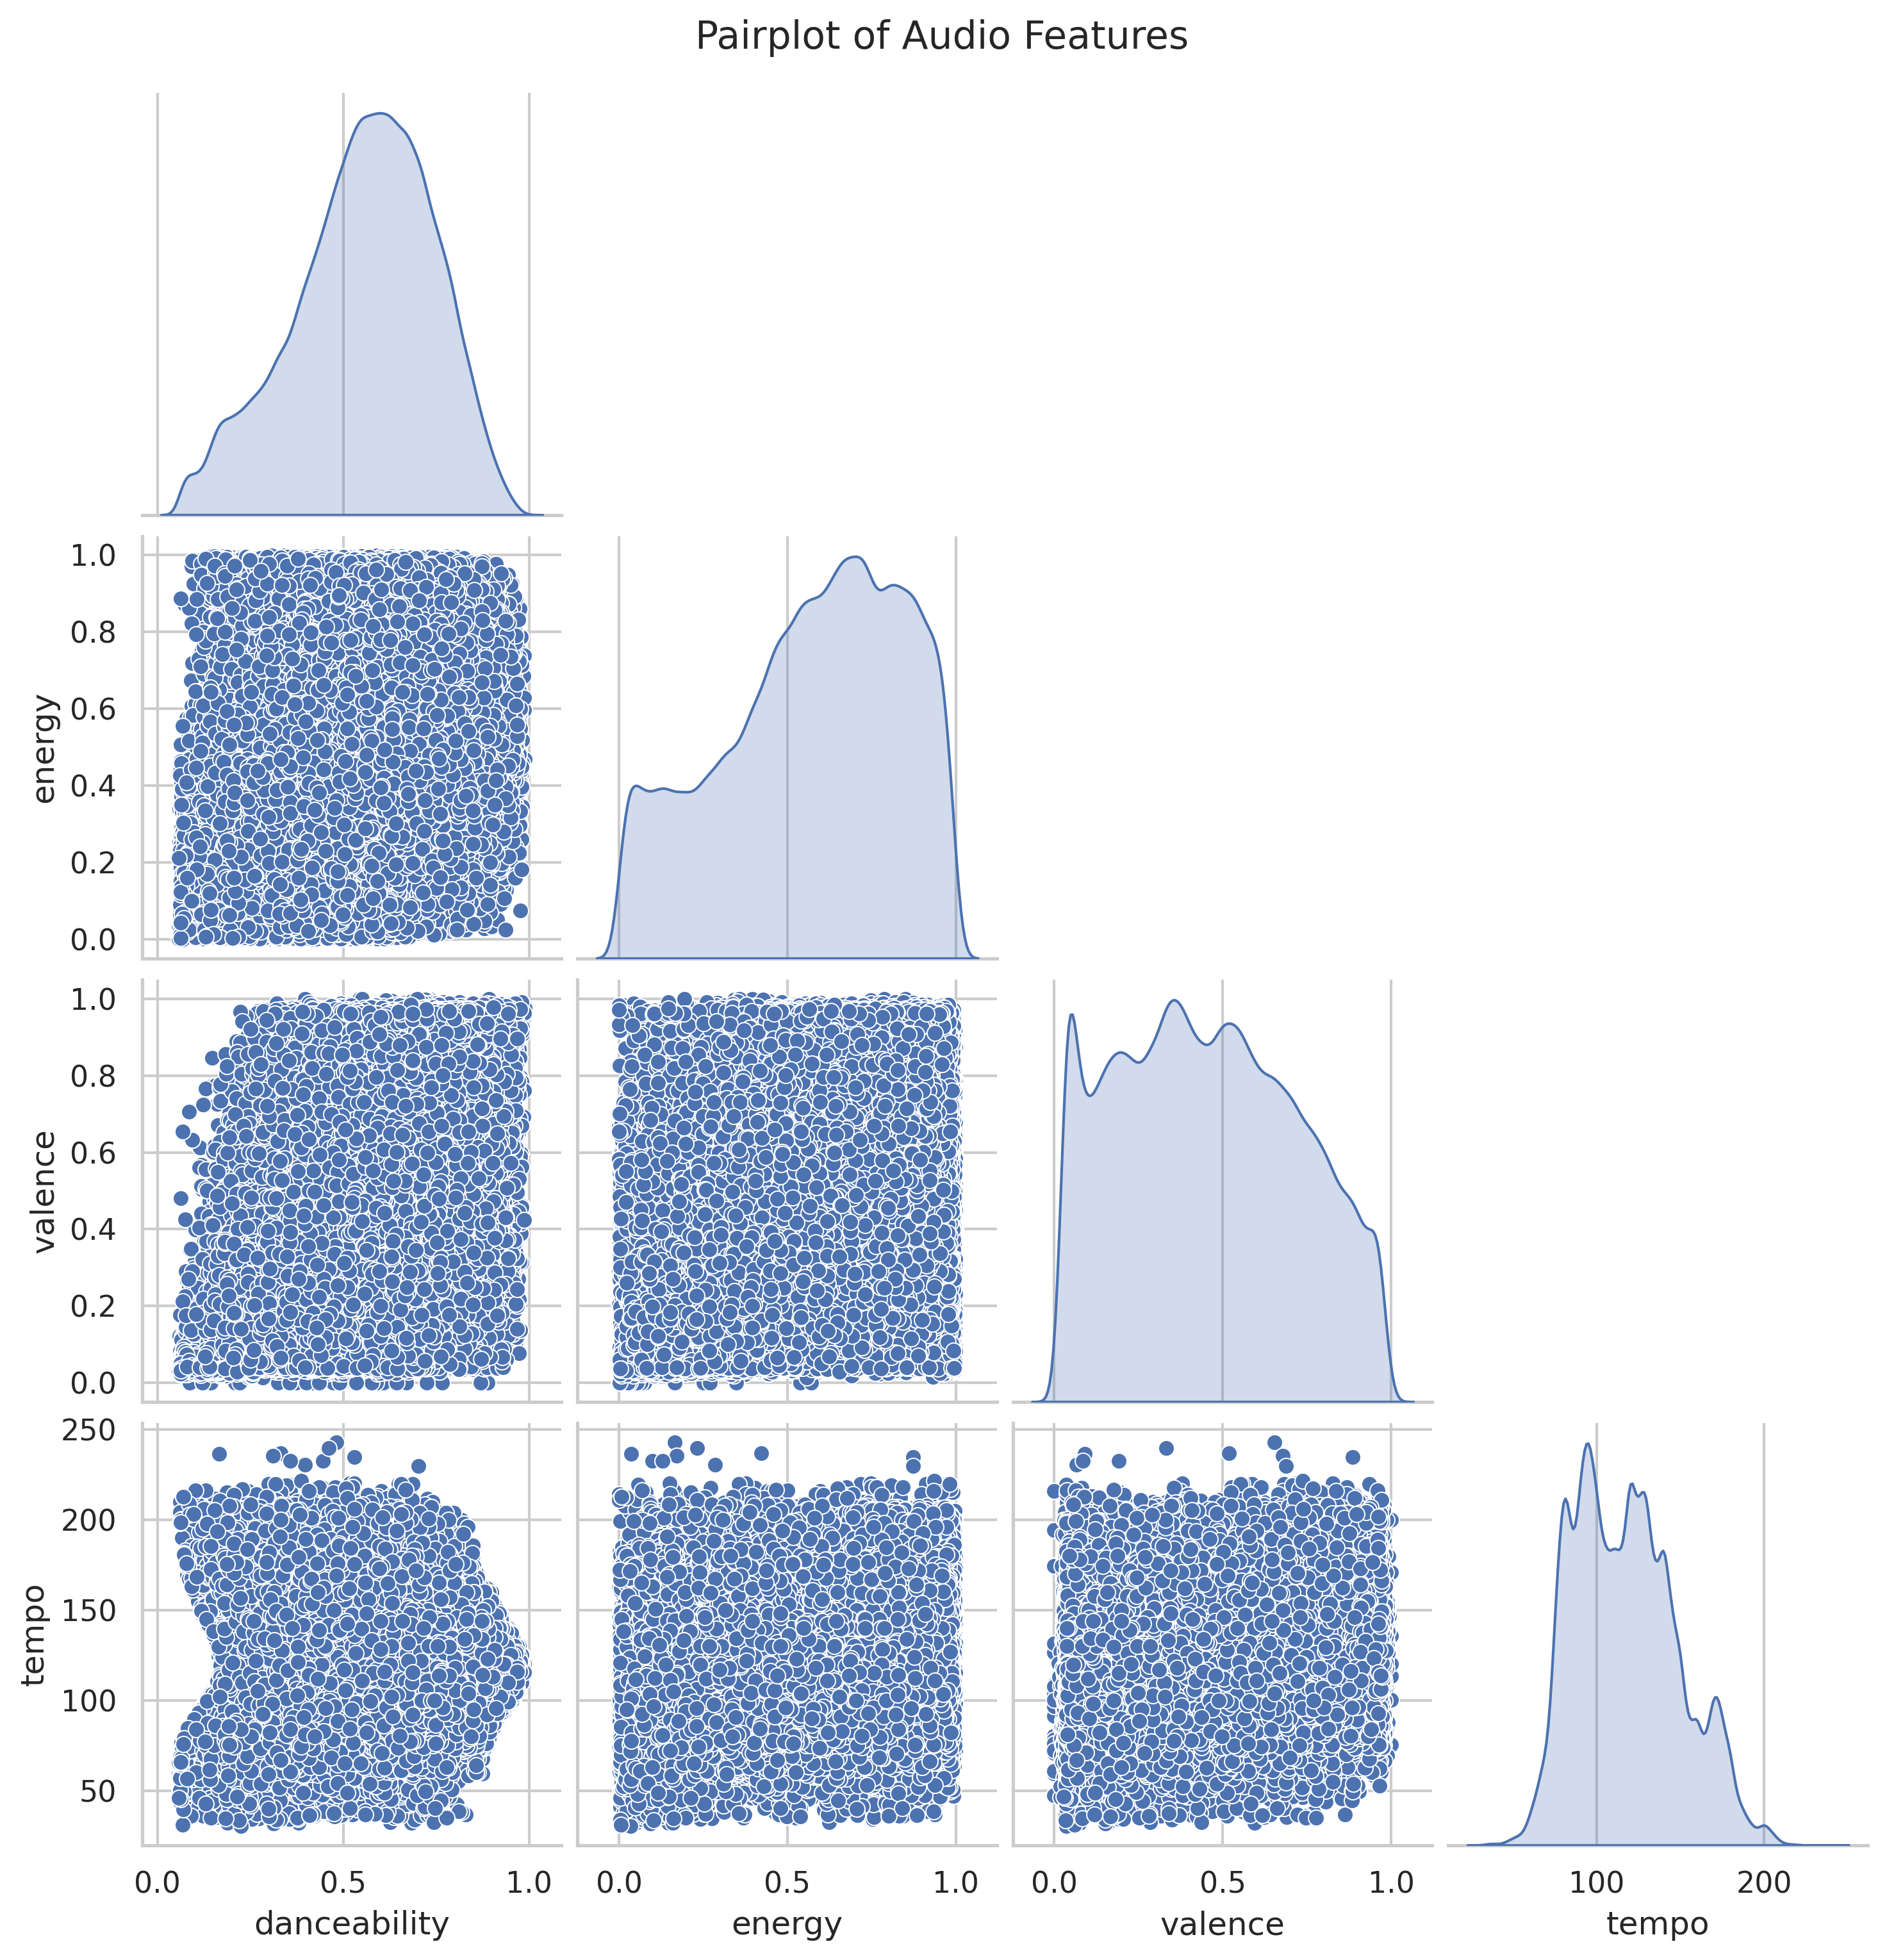 Pairplot of Audio Features
1.0
0.8
0.6
0.4
0.2
0.0
energy
1.0
0.8
0.6
0.4
0.2
0.0
valence
250
200
150
100
50
tempo
0.0 0.5 1.0 0.0 0.5 1.0 0.0 0.5 1.0 100 200
danceability energy valence tempo